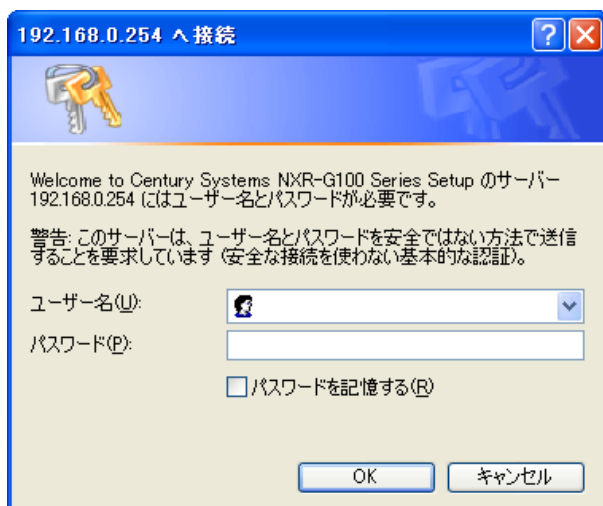 192.168.0.254 へ接続
Welcome to Century Systems NXR-G100 Series Setup のサーバー
192.168.0.254 にはユーザー名とパスワードが必要です。
警告: このサーバーは、ユーザー名とパスワードを安全ではない方法で送信
することを要求しています (安全な接続を使わない基本的な認証)。
ユーザー名(U):
パスワード(P):
パスワードを記憶する(R)
OK
キャンセル